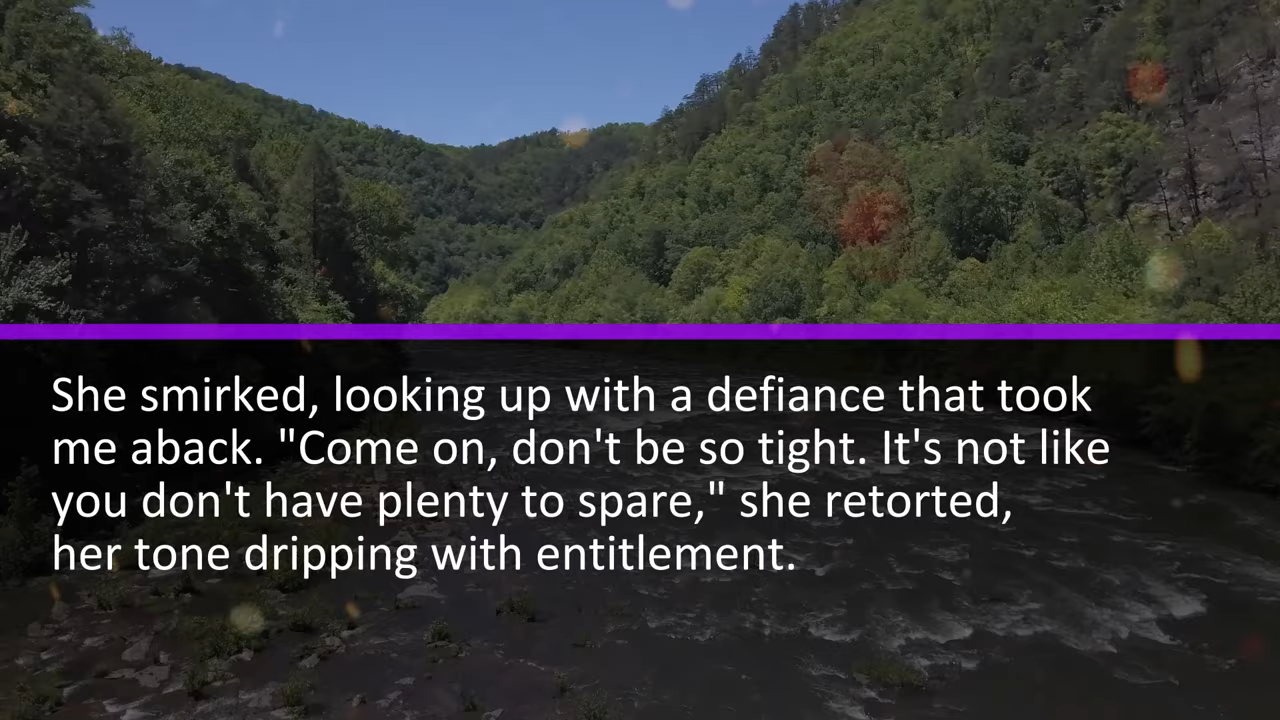 She smirked, looking up with a defiance that took
me aback. "Come on, don't be so tight. It's not like
you don't have plenty to spare," she retorted,
her tone dripping with entitlement.